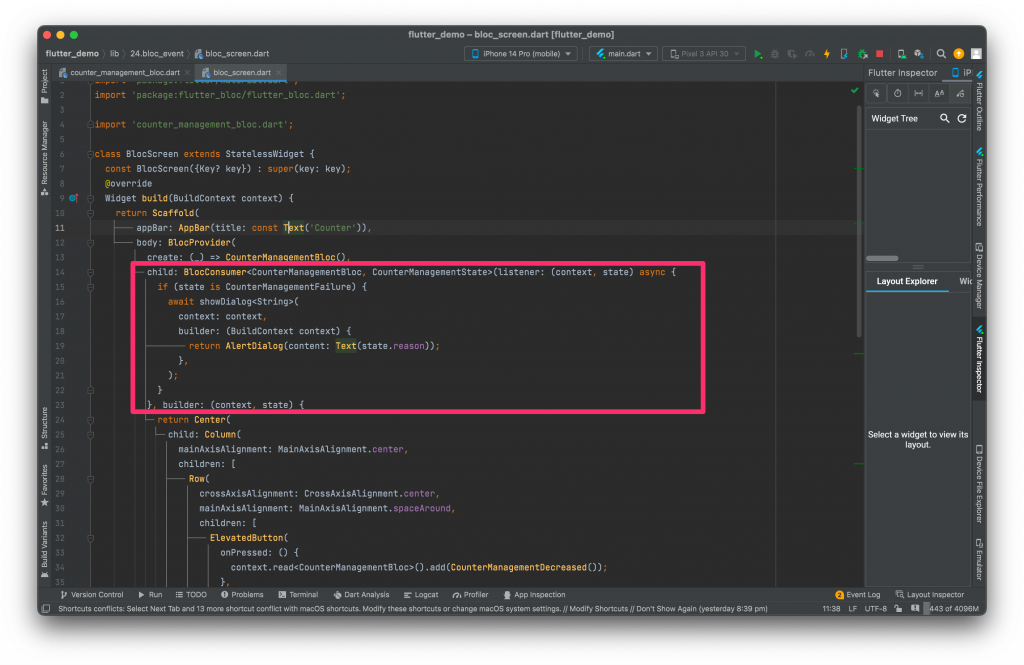 flutter_demo – bloc_screen.dart [flutter_demo]
flutter_demo › lib › 24.bloc_event › bloc_screen.dart
iPhone 14 Pro (mobile)
main.dart
Pixel 3 API 30
counter_management_bloc.dart
bloc_screen.dart
Flutter Inspector
2 import 'package:flutter/material.dart';
import 'package:flutter_bloc/flutter_bloc.dart';
3
4 import 'counter_management_bloc.dart';
5
6 class BlocScreen extends StatelessWidget {
7 const BlocScreen({Key? key}) : super(key: key);
8 @override
9 Widget build(BuildContext context) {
10 return Scaffold(
11 appBar: AppBar(title: const Text('Counter')),
12 body: BlocProvider(
13 create: (_) => CounterManagementBloc(),
14 child: BlocConsumer<CounterManagementBloc, CounterManagementState>(listener: (context, state) async {
15 if (state is CounterManagementFailure) {
16 await showDialog<String>(
17 context: context,
18 builder: (BuildContext context) {
19 return AlertDialog(content: Text(state.reason));
20 },
21 );
22 }
23 }, builder: (context, state) {
24 return Center(
25 child: Column(
26 mainAxisAlignment: MainAxisAlignment.center,
27 children: [
28 Row(
29 crossAxisAlignment: CrossAxisAlignment.center,
30 mainAxisAlignment: MainAxisAlignment.spaceAround,
31 children: [
32 ElevatedButton(
33 onPressed: () {
34 context.read<CounterManagementBloc>().add(CounterManagementDecreased());
35 },
Project
Resource Manager
Structure
Favorites
Build Variants
Widget Tree
Layout Explorer
Select a widget to view its
layout.
Flutter Outline
Flutter Performance
Device Manager
Flutter Inspector
Device File Explorer
Emulator
Version Control
Run
TODO
Problems
Terminal
Dart Analysis
Logcat
Profiler
App Inspection
2 Event Log
Layout Inspector
Shortcuts conflicts: Select Next Tab and 13 more shortcut conflict with macOS shortcuts. Modify these shortcuts or change macOS system settings. // Modify Shortcuts // Don't Show Again (yesterday 8:39 pm)
11:38 LF UTF-8
443 of 4096M